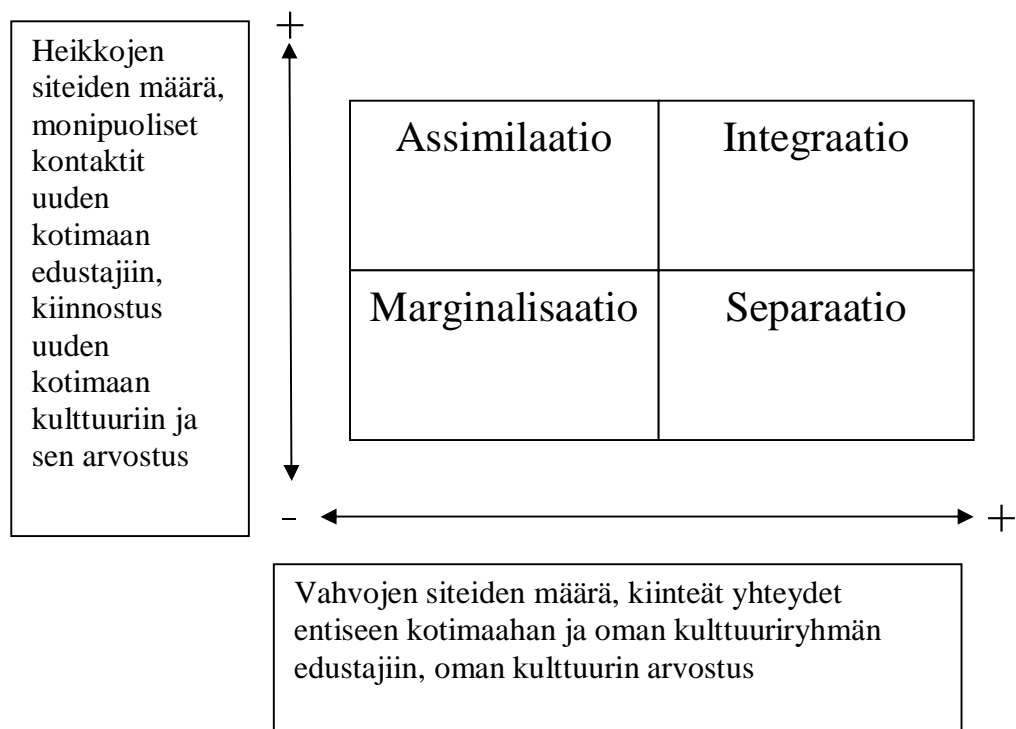 +
Heikkojen
siteiden määrä,
monipuoliset
kontaktit
uuden
kotimaan
edustajiin,
kiinnostus
uuden
kotimaan
kulttuuriin ja
sen arvostus
Assimilaatio Integraatio
Marginalisaatio Separaatio
- +
Vahvojen siteiden määrä, kiinteät yhteydet
entiseen kotimaahan ja oman kulttuuriryhmän
edustajiin, oman kulttuurin arvostus